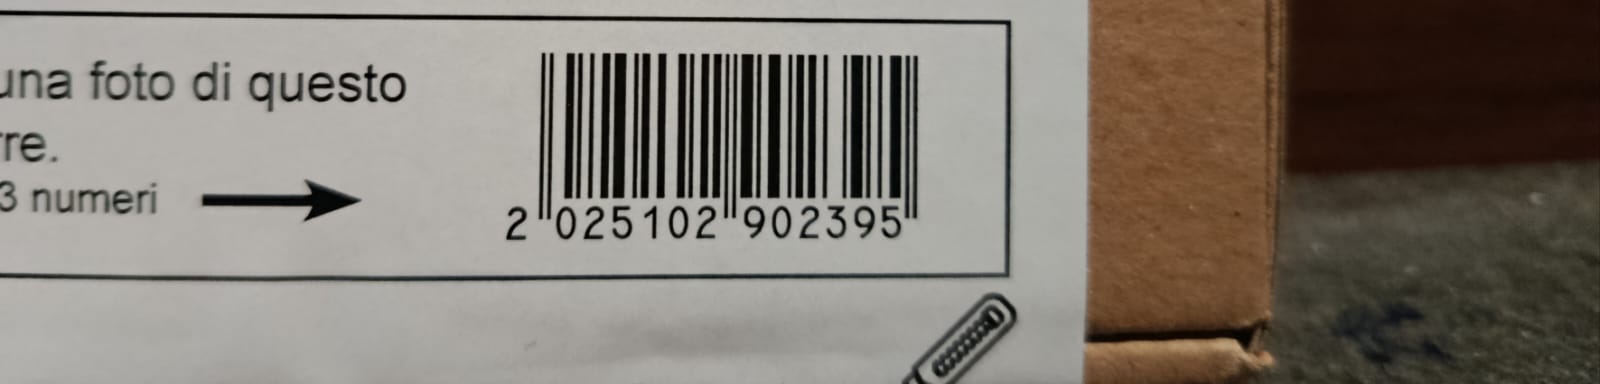 una foto di questo
re.
3 numeri
2 025102 902395